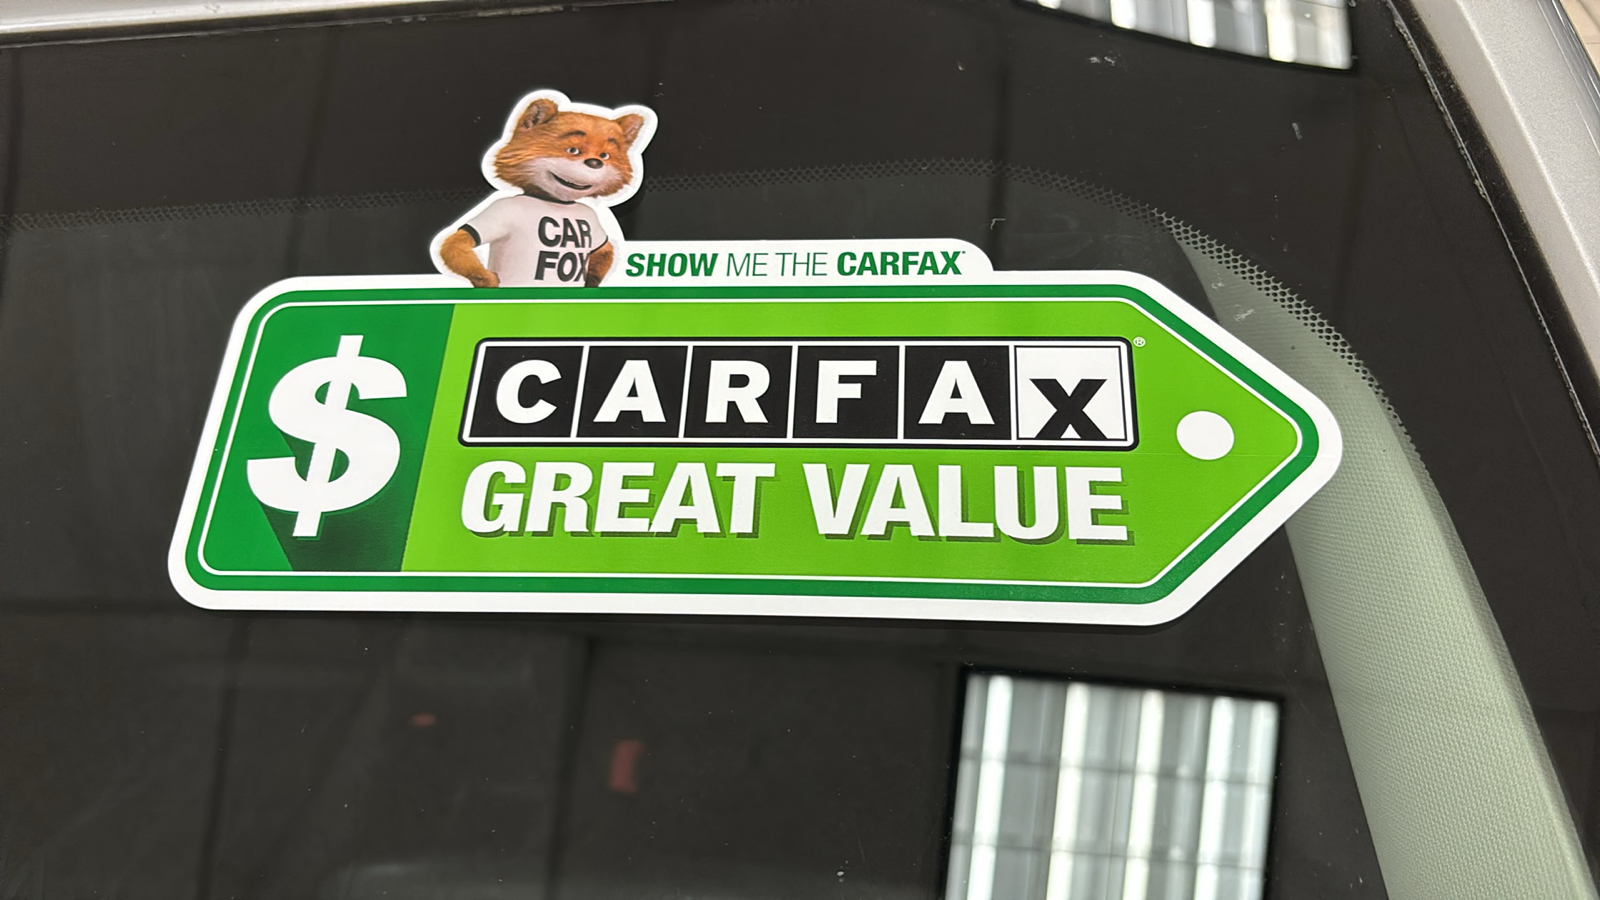 CAR
FOX
SHOW ME THE CARFAX®
$
CARFAX®
GREAT VALUE